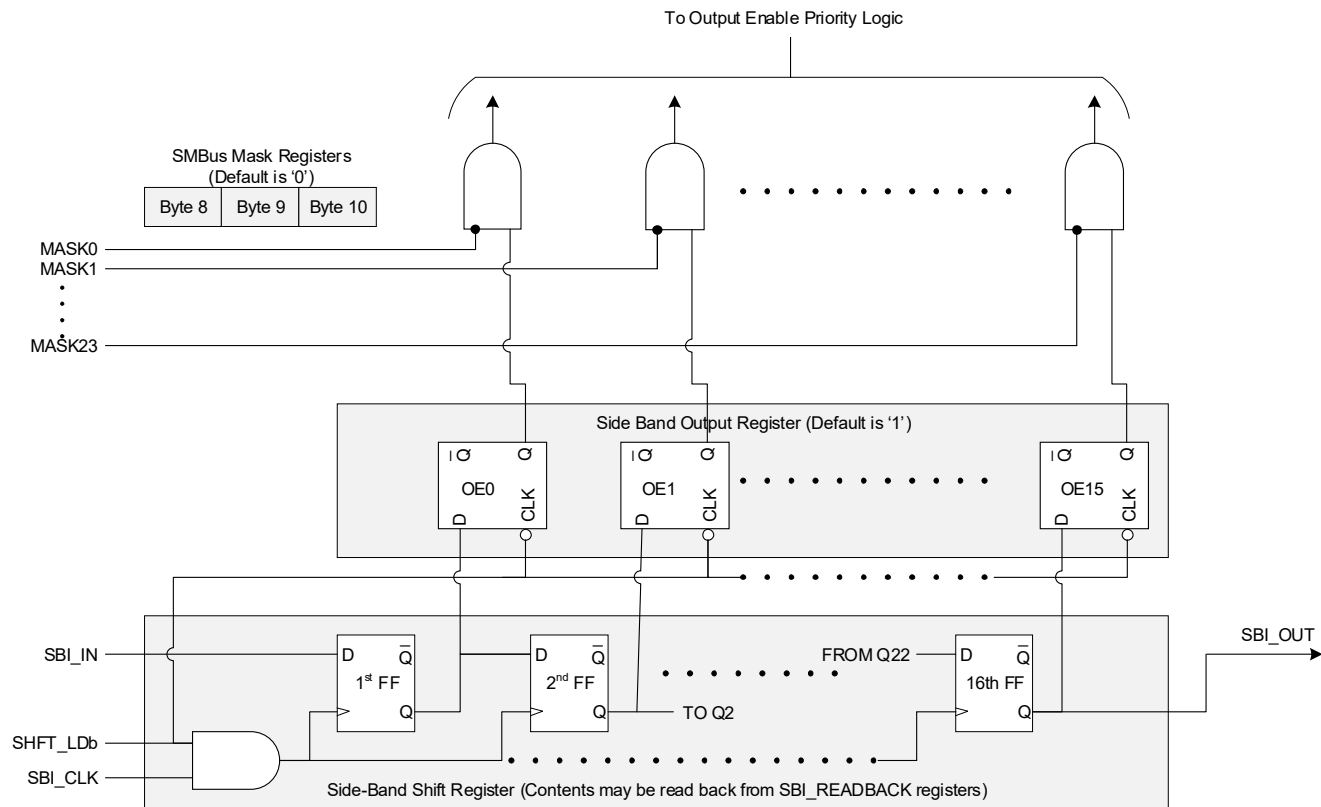 To Output Enable Priority Logic
SMBus Mask Registers
(Default is ‘0’)
Byte 8 Byte 9 Byte 10
MASK0
MASK1
MASK23
Side Band Output Register (Default is ‘1’)
Q Q Q Q Q Q
OE0 OE1 OE15
D CLK D CLK D CLK
SBI_IN
D Q
1st FF
Q
D Q
2nd FF
Q
TO Q2
FROM Q22
D Q
16th FF
Q
SBI_OUT
SHFT_LDb
SBI_CLK
Side-Band Shift Register (Contents may be read back from SBI_READBACK registers)